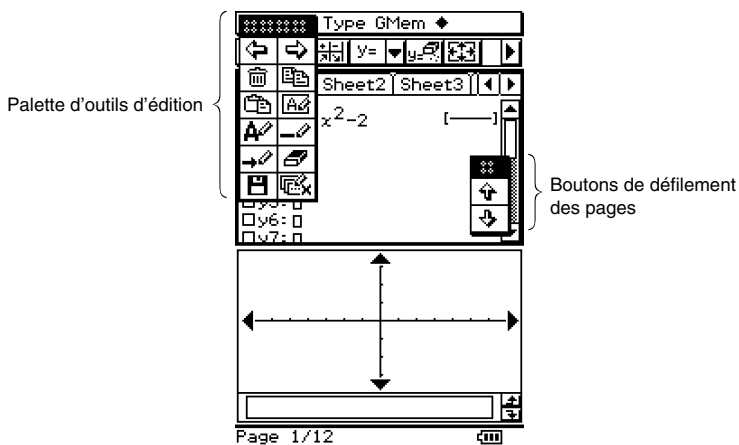 Type GMem ◆
y=
Sheet2 Sheet3
Palette d'outils d'édition
x²-2 [—]
Boutons de défilement
des pages
y6:
y7:
Page 1/12